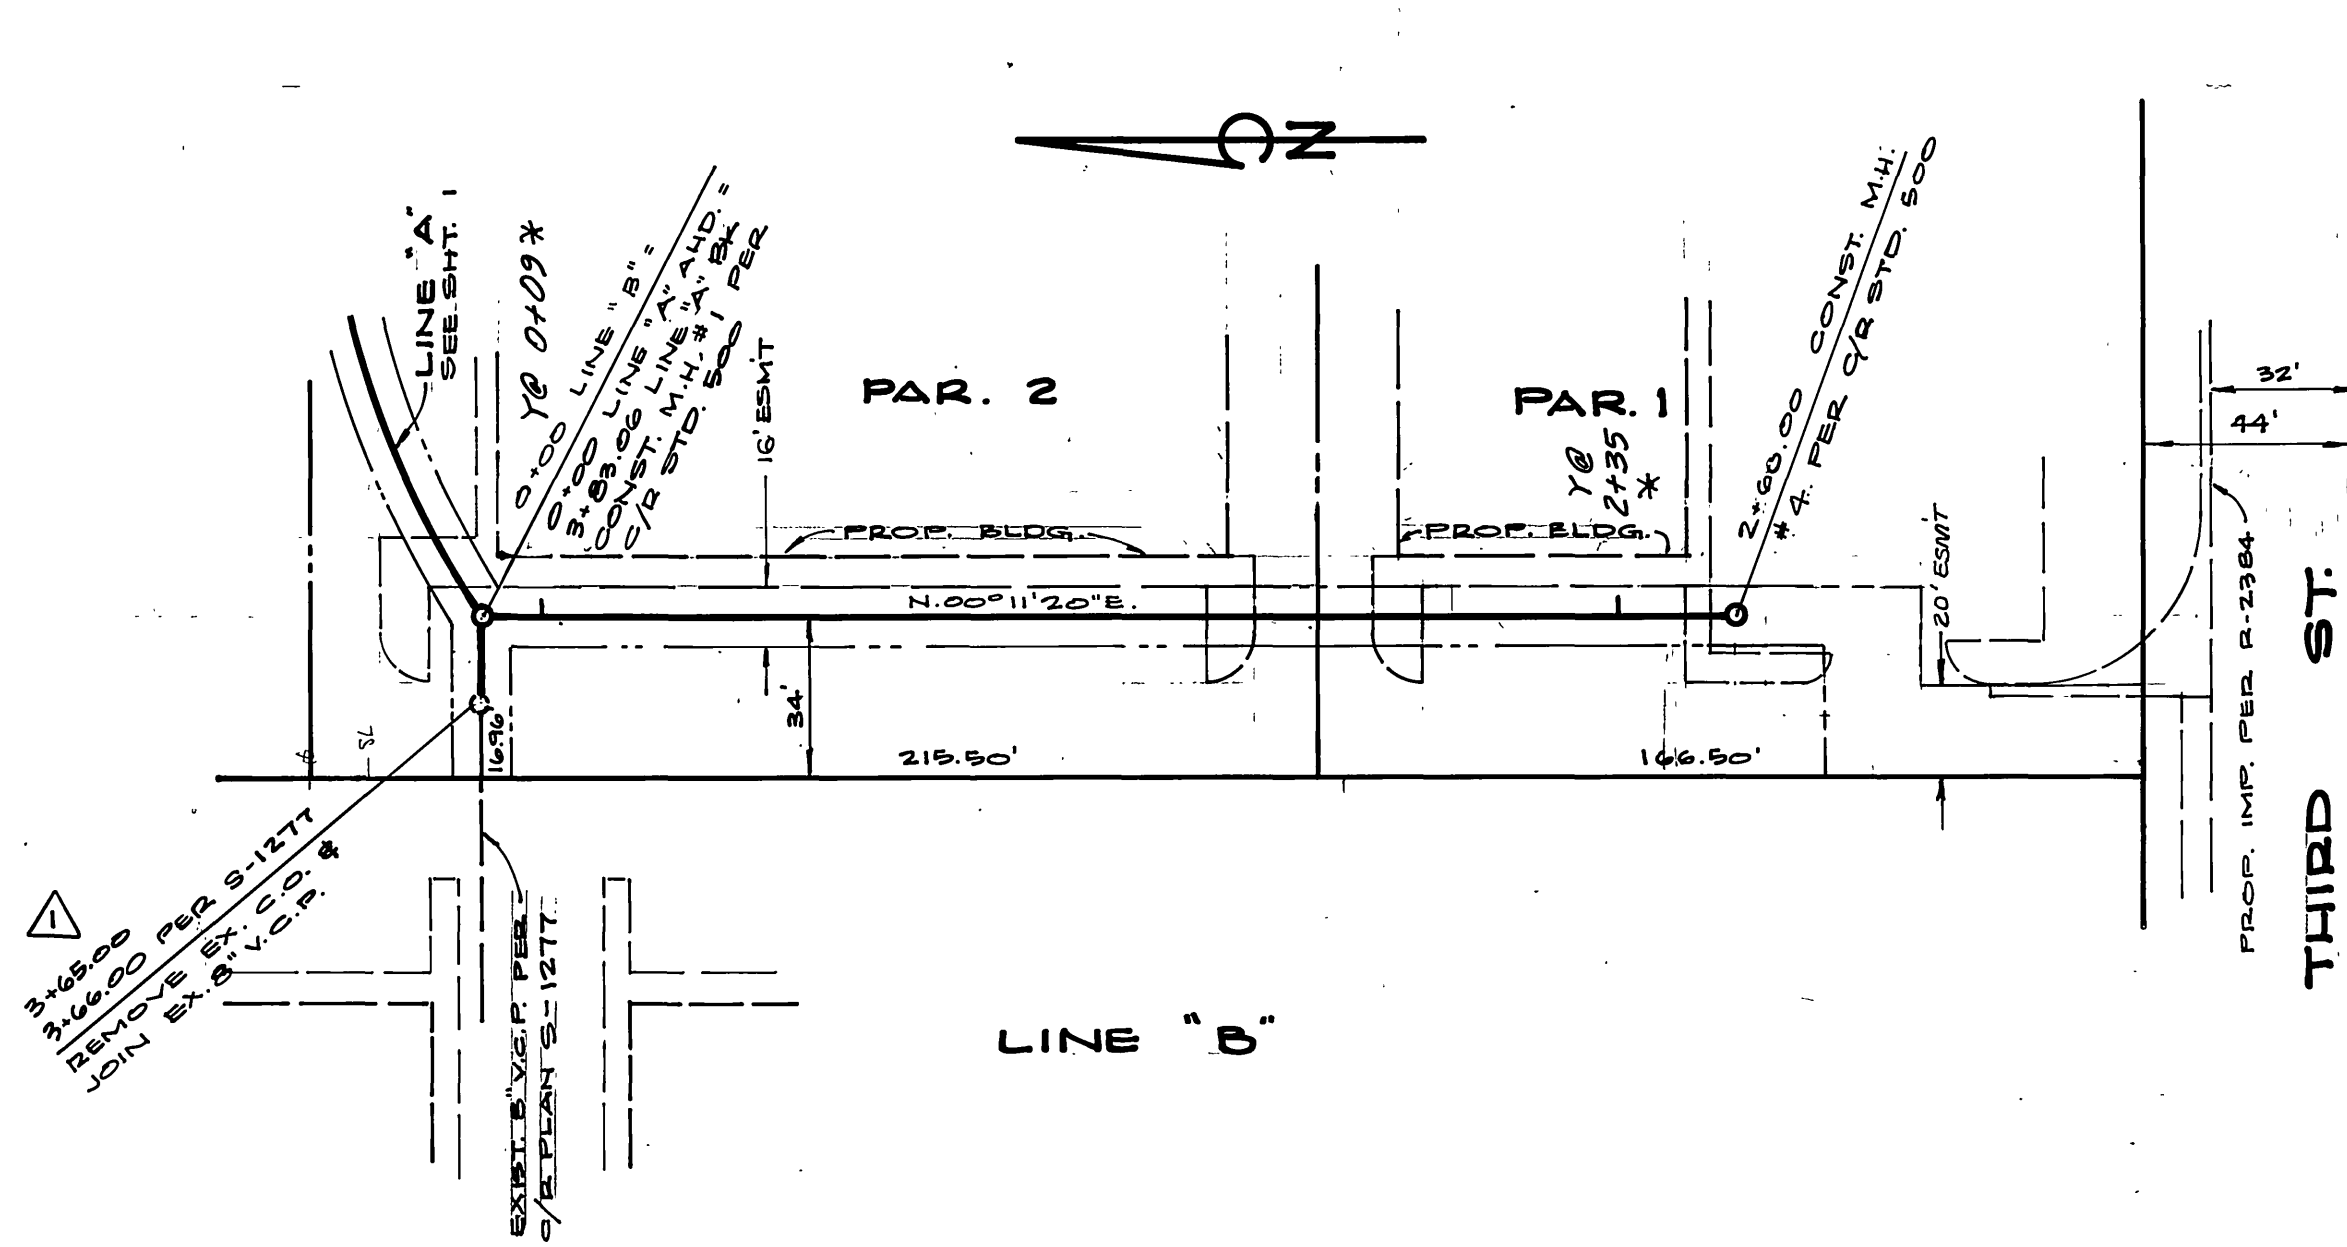 N
LINE "A"
SEE SHT. 1
Y@ 0+09 *
0+00 LINE "B" =
0+00 LINE "A" AHD. =
3+83.06 LINE "A" BK
CONST. M.H. #1 PER
C/R STD. 500
16' ESM'T
PAR. 2
PAR. 1
Y@
2+35
*
2+60.00 CONST. M.H.
#4 PER C/R STD. 500
32'
44'
PROP. BLDG.
PROP. BLDG.
N.00°11'20"E.
20' ESMT
34'
16.96
215.50'
166.50'
PROP. IMP. PER R-2384
THIRD ST.
1
3+65.00
3+66.00 PER S-1277
REMOVE EX. C.O. &
JOIN EX. 8" V.C.P.
EXIST. 8" V.C.P. PER
C/R PLAN S-1277
LINE "B"